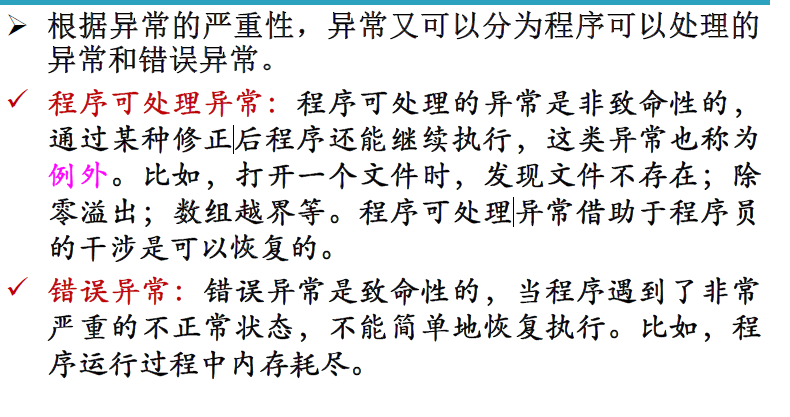 ➢ 根据异常的严重性，异常又可以分为程序可以处理的
异常和错误异常。
✓ 程序可处理异常：程序可处理的异常是非致命性的，
通过某种修正后程序还能继续执行，这类异常也称为
例外。比如，打开一个文件时，发现文件不存在；除
零溢出；数组越界等。程序可处理异常借助于程序员
的干涉是可以恢复的。
✓ 错误异常：错误异常是致命性的，当程序遇到了非常
严重的不正常状态，不能简单地恢复执行。比如，程
序运行过程中内存耗尽。